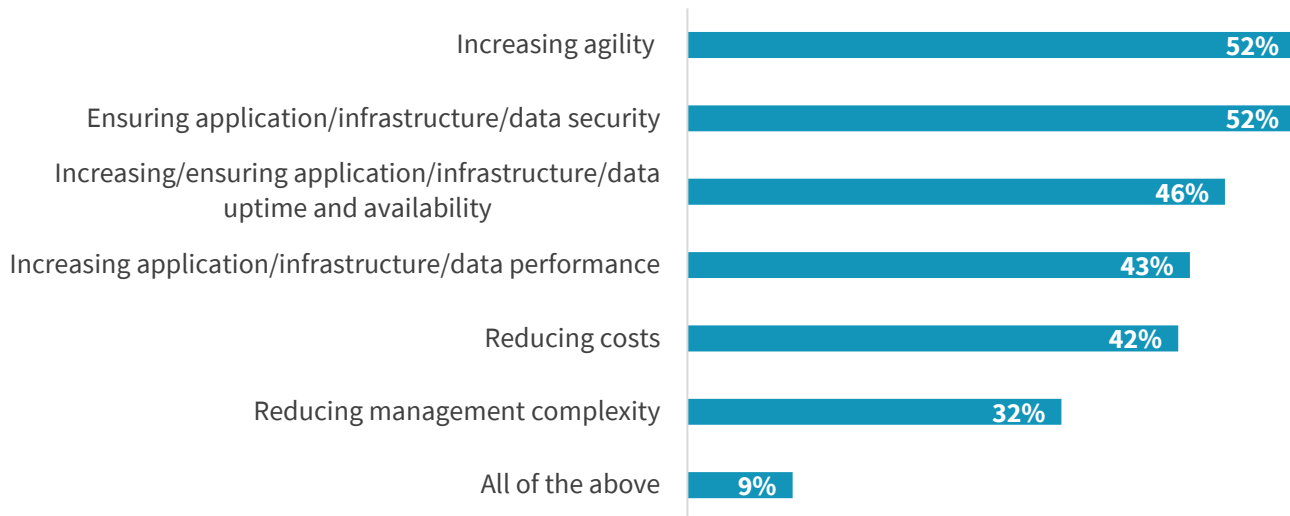 Increasing agility
52%
Ensuring application/infrastructure/data security
52%
Increasing/ensuring application/infrastructure/data
uptime and availability
46%
Increasing application/infrastructure/data performance
43%
Reducing costs
42%
Reducing management complexity
32%
All of the above
9%